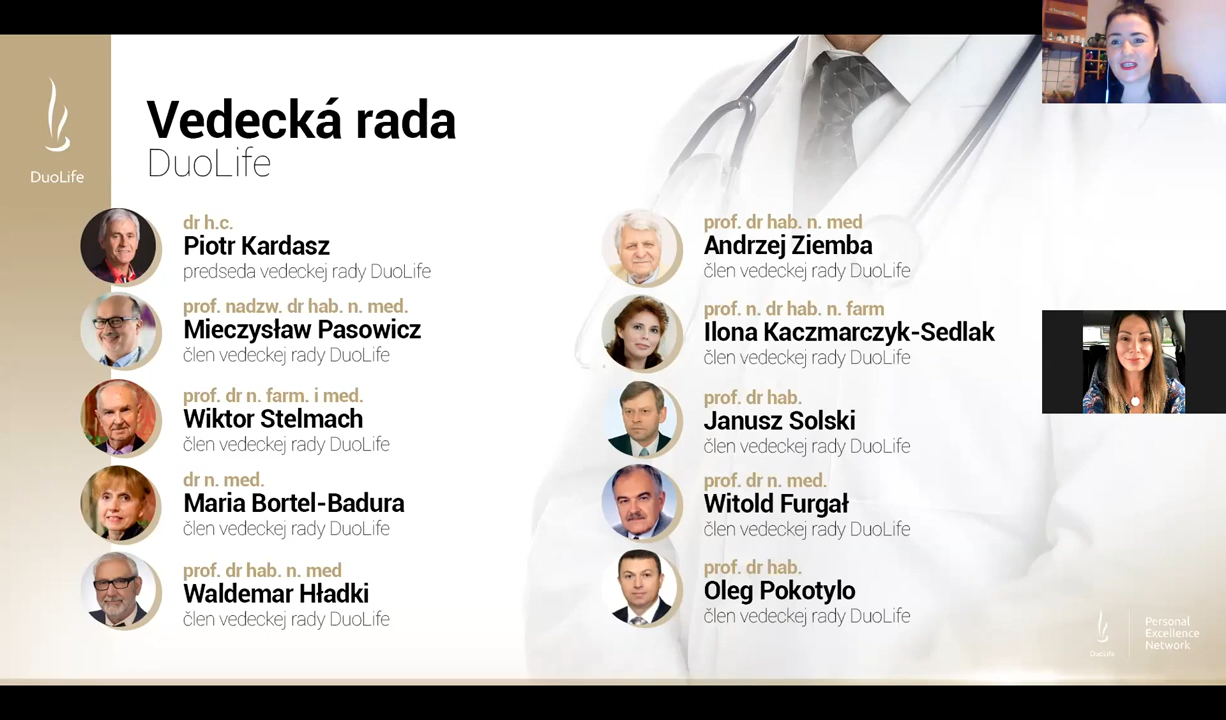 Vedecká rada
DuoLife
DuoLife
dr h.c.
Piotr Kardasz
predseda vedeckej rady DuoLife
prof. nadzw. dr hab. n. med.
Mieczysław Pasowicz
člen vedeckej rady DuoLife
prof. dr n. farm. i med.
Wiktor Stelmach
člen vedeckej rady DuoLife
dr n. med.
Maria Bortel-Badura
člen vedeckej rady DuoLife
prof. dr hab. n. med
Waldemar Hładki
člen vedeckej rady DuoLife
prof. dr hab. n. med
Andrzej Ziemba
člen vedeckej rady DuoLife
prof. n. dr hab. n. farm
Ilona Kaczmarczyk-Sedlak
člen vedeckej rady DuoLife
prof. dr hab.
Janusz Solski
člen vedeckej rady DuoLife
prof. dr n. med.
Witold Furgał
člen vedeckej rady DuoLife
prof. dr hab.
Oleg Pokotylo
člen vedeckej rady DuoLife
DuoLife
Personal
Excellence
Network